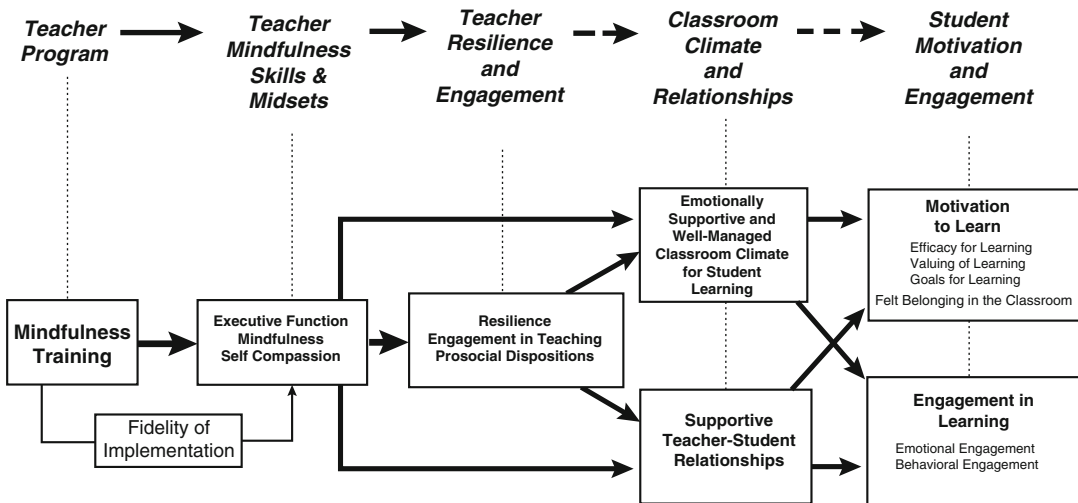 Teacher
Program
Teacher
Mindfulness
Skills &
Midsets
Teacher
Resilience
and
Engagement
Classroom
Climate
and
Relationships
Student
Motivation
and
Engagement
Mindfulness
Training
Fidelity of
Implementation
Executive Function
Mindfulness
Self Compassion
Resilience
Engagement in Teaching
Prosocial Dispositions
Emotionally
Supportive and
Well-Managed
Classroom Climate
for Student
Learning
Supportive
Teacher-Student
Relationships
Motivation
to Learn
Efficacy for Learning
Valuing of Learning
Goals for Learning
Felt Belonging in the Classroom
Engagement in
Learning
Emotional Engagement
Behavioral Engagement